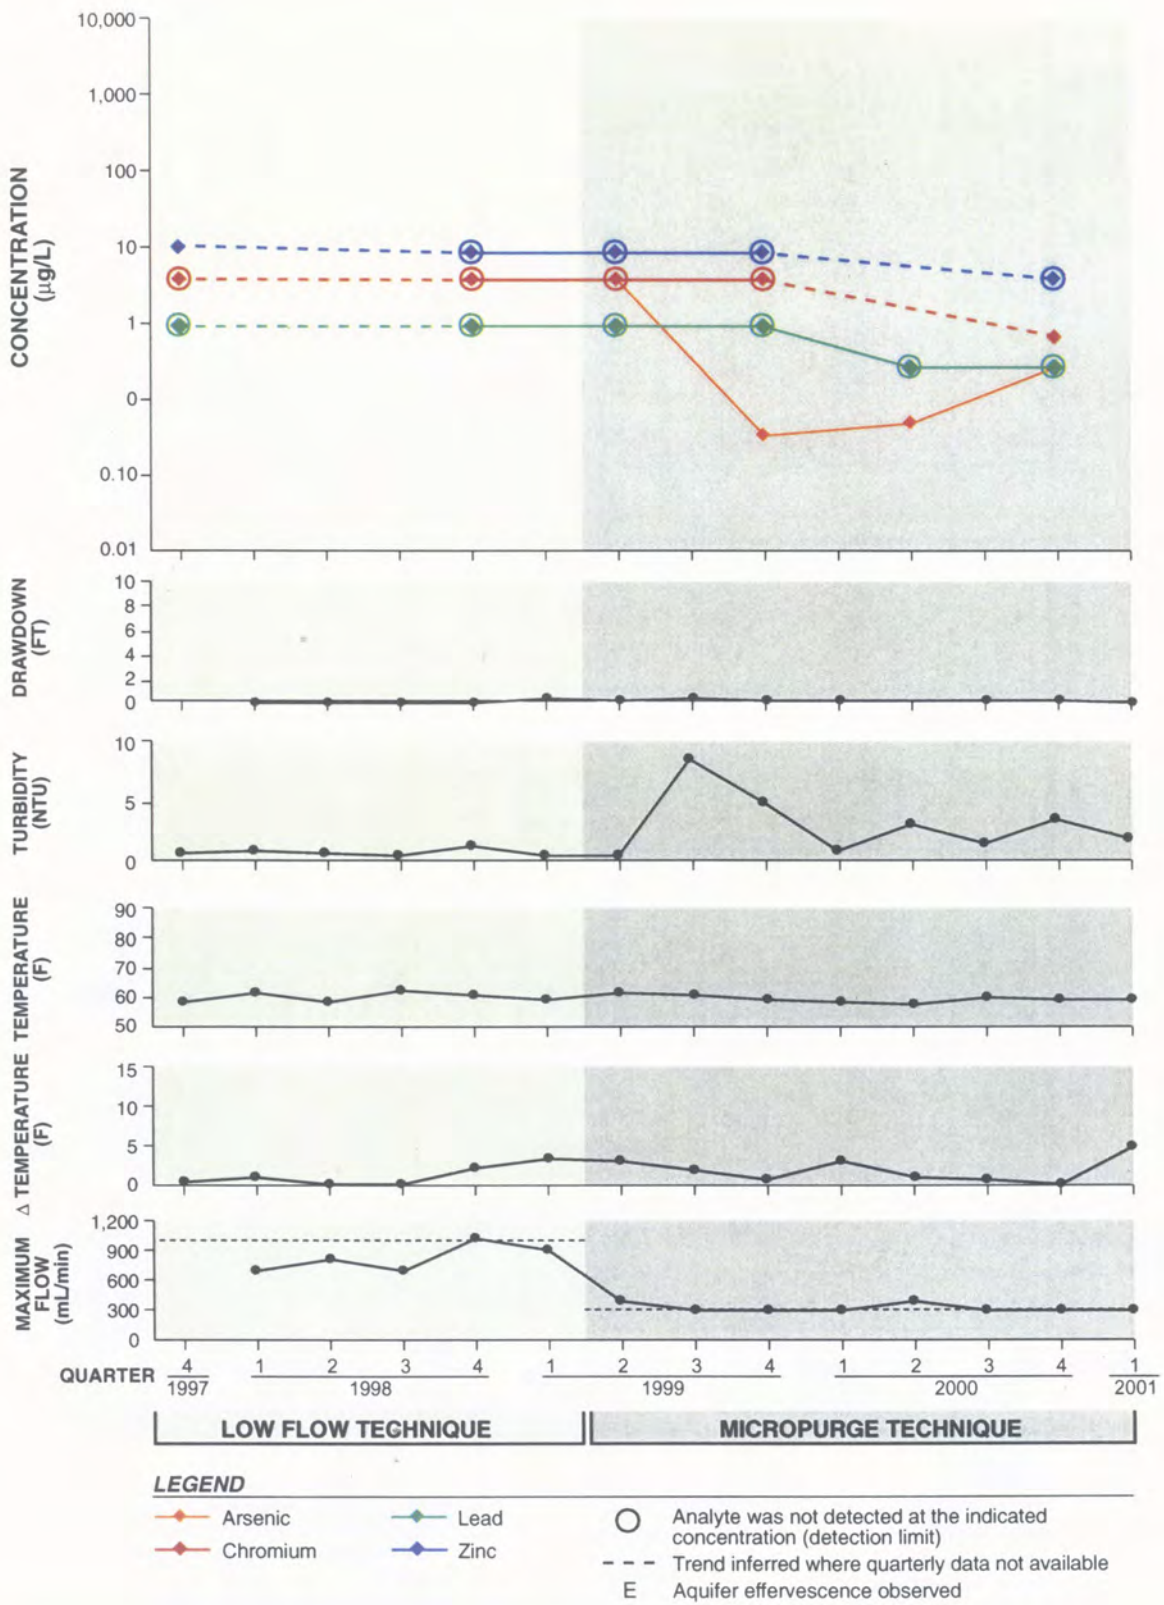 10,000
1,000
100
10
1
0
0.10
0.01
CONCENTRATION
(µg/L)
10
8
6
4
2
0
DRAWDOWN
(FT)
10
5
0
TURBIDITY
(NTU)
90
80
70
60
50
TEMPERATURE
(F)
15
10
5
0
Δ TEMPERATURE
(F)
1,200
900
600
300
0
MAXIMUM
FLOW
(mL/min)
QUARTER 4 1 2 3 4 1 2 3 4 1 2 3 4 1
1997 1998 1999 2000 2001
LOW FLOW TECHNIQUE MICROPURGE TECHNIQUE
LEGEND
Arsenic
Chromium
Lead
Zinc
Analyte was not detected at the indicated
concentration (detection limit)
Trend inferred where quarterly data not available
E Aquifer effervescence observed